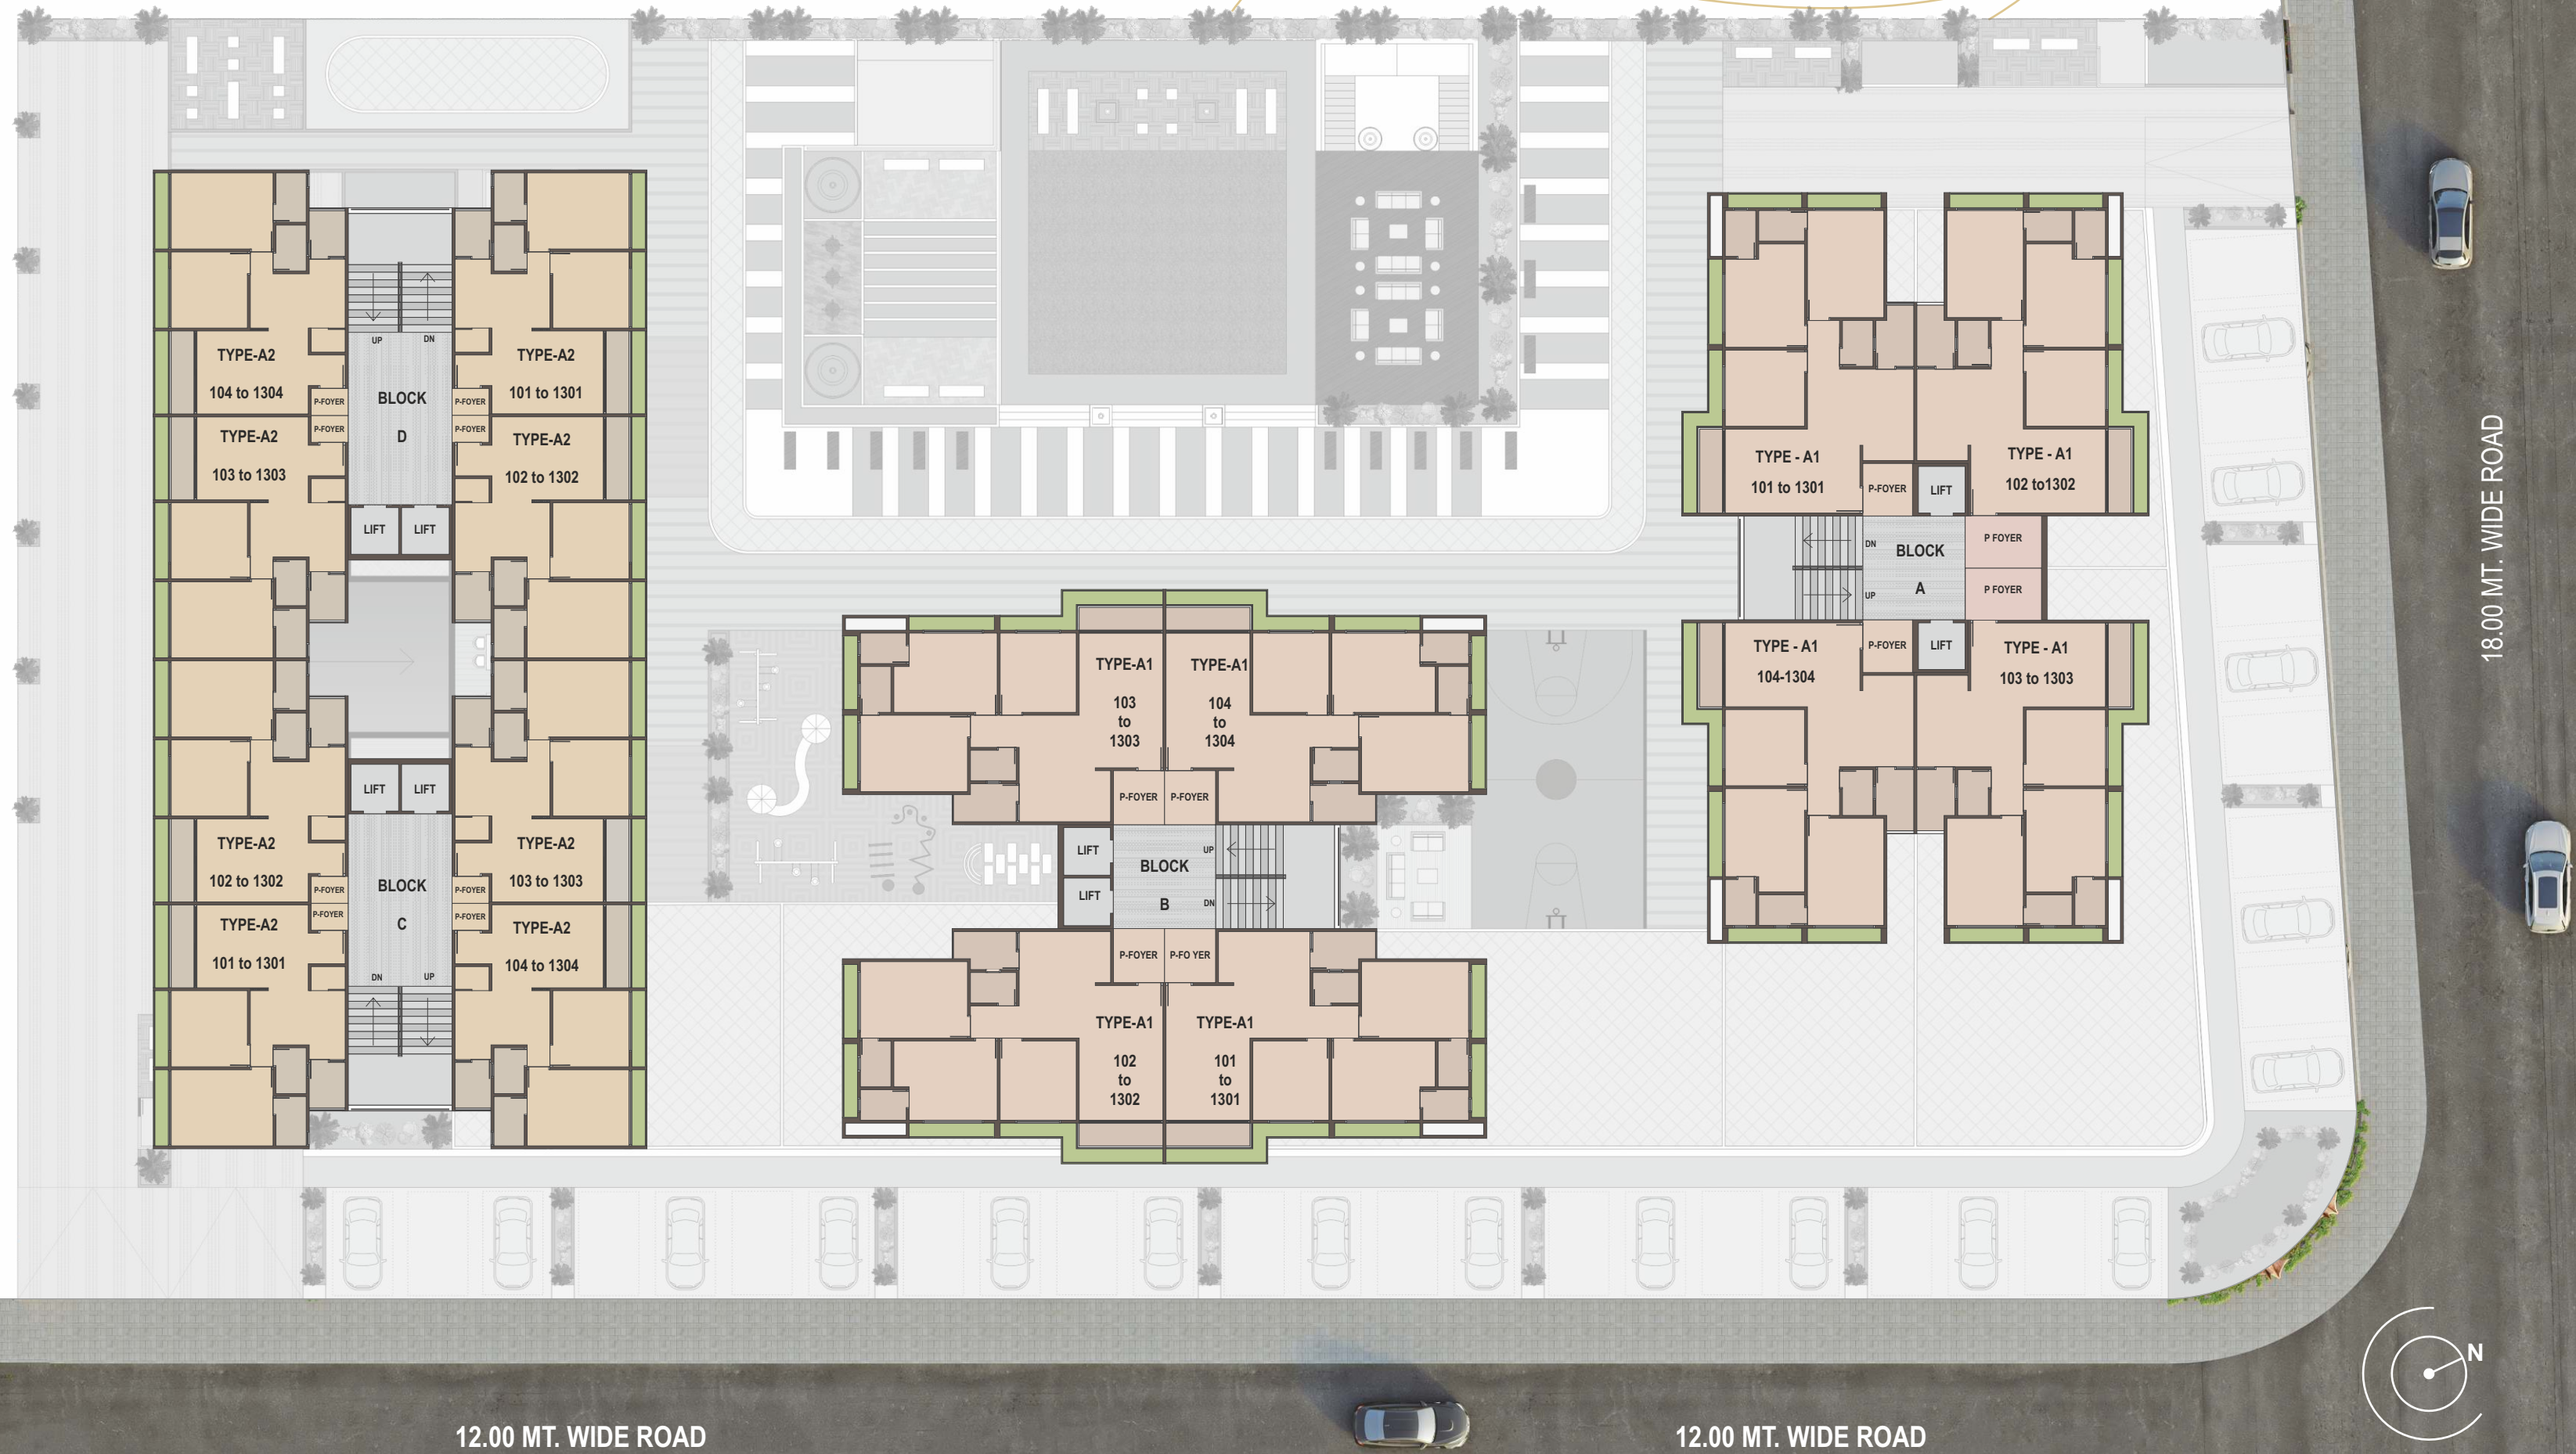 TYPE-A2
104 to 1304
P-FOYER
UP
DN
BLOCK
D
P-FOYER
TYPE-A2
101 to 1301
TYPE-A2
103 to 1303
P-FOYER
P-FOYER
TYPE-A2
102 to 1302
LIFT
LIFT
LIFT
LIFT
TYPE-A2
102 to 1302
P-FOYER
BLOCK
C
P-FOYER
TYPE-A2
103 to 1303
TYPE-A2
101 to 1301
P-FOYER
P-FOYER
TYPE-A2
104 to 1304
DN
UP
TYPE-A1
103
to
1303
TYPE-A1
104
to
1304
P-FOYER
P-FOYER
LIFT
LIFT
BLOCK
B
UP
DN
P-FOYER
P-FO YER
TYPE-A1
102
to
1302
TYPE-A1
101
to
1301
TYPE - A1
101 to 1301
P-FOYER
LIFT
TYPE - A1
102 to1302
DN
UP
BLOCK
A
P FOYER
P FOYER
TYPE - A1
104-1304
P-FOYER
LIFT
TYPE - A1
103 to 1303
18.00 MT. WIDE ROAD
N
12.00 MT. WIDE ROAD
12.00 MT. WIDE ROAD